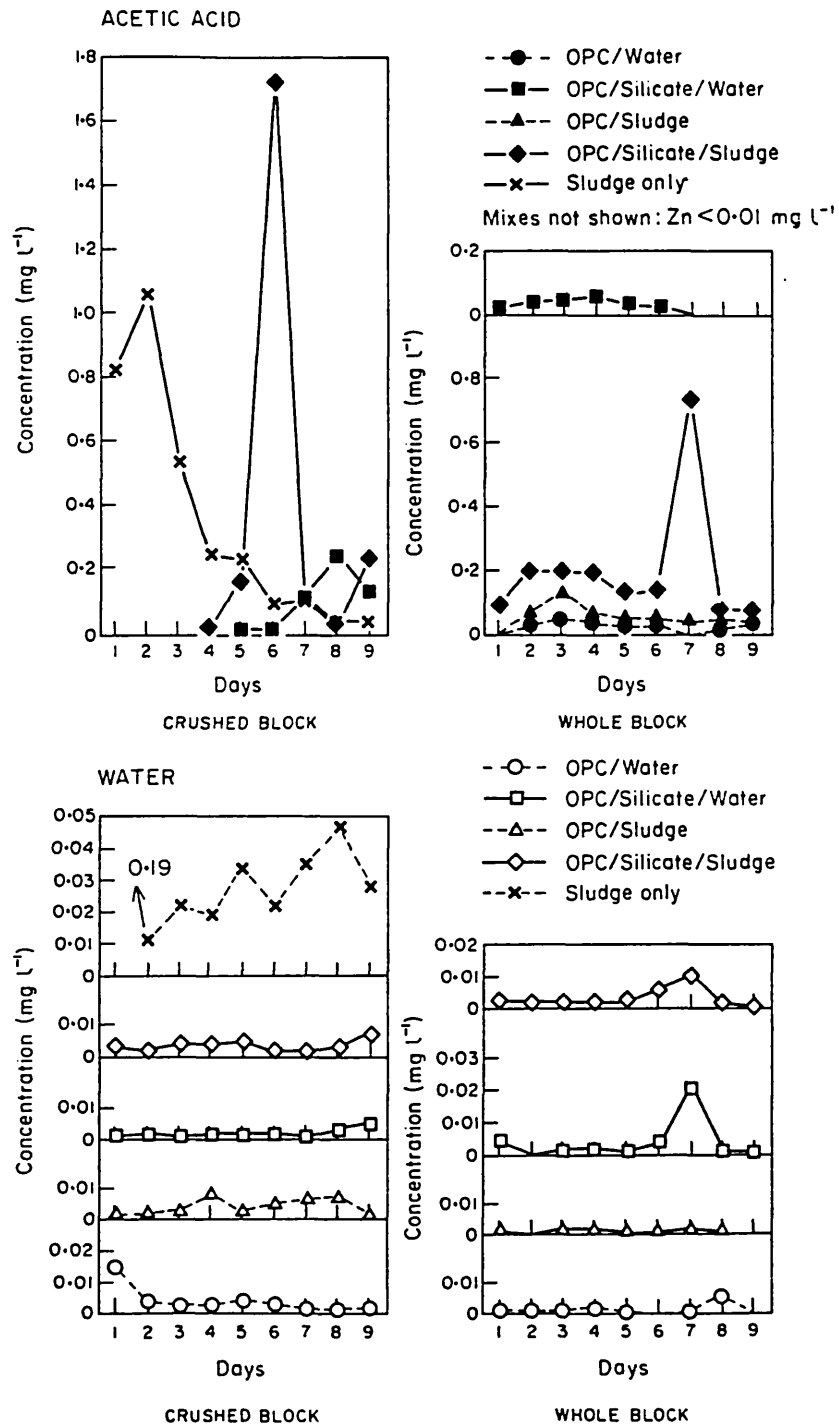 ACETIC ACID
Concentration (mg l⁻¹)
1·8
1·6
1·4
1·2
1·0
0·8
0·6
0·4
0·2
0
1 2 3 4 5 6 7 8 9
Days
CRUSHED BLOCK
OPC/Water
OPC/Silicate/Water
OPC/Sludge
OPC/Silicate/Sludge
Sludge only
Mixes not shown: Zn <0·01 mg l⁻¹
Concentration (mg l⁻¹)
0·2
0
0·8
0·6
0·4
0·2
0
1 2 3 4 5 6 7 8 9
Days
WHOLE BLOCK
WATER
Concentration (mg l⁻¹)
0·05
0·04
0·03
0·02
0·01
0
0·19
0·01
0
0·01
0
0·01
0
0·02
0·01
0
1 2 3 4 5 6 7 8 9
Days
CRUSHED BLOCK
OPC/Water
OPC/Silicate/Water
OPC/Sludge
OPC/Silicate/Sludge
Sludge only
Concentration (mg l⁻¹)
0·02
0·01
0
0·03
0·02
0·01
0
0·01
0
0·01
0
1 2 3 4 5 6 7 8 9
Days
WHOLE BLOCK